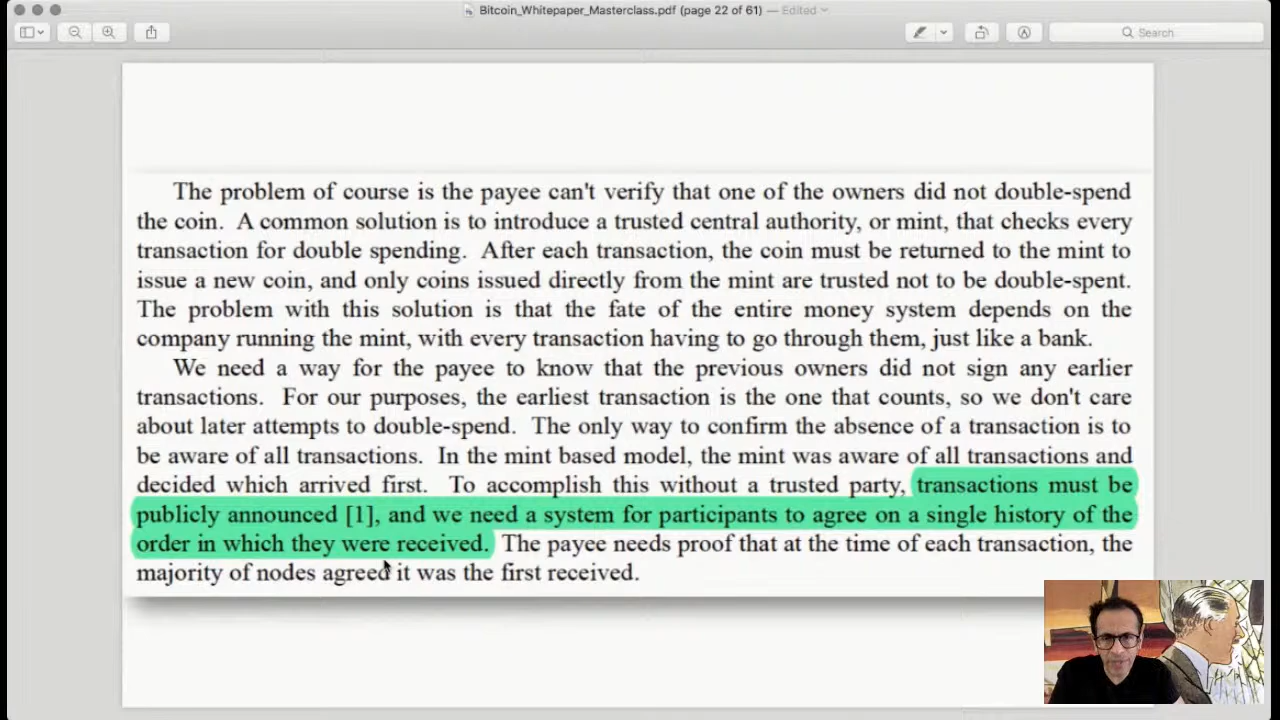 Bitcoin_Whitepaper_Masterclass.pdf (page 22 of 61) — Edited
Search
The problem of course is the payee can't verify that one of the owners did not double-spend
the coin. A common solution is to introduce a trusted central authority, or mint, that checks every
transaction for double spending. After each transaction, the coin must be returned to the mint to
issue a new coin, and only coins issued directly from the mint are trusted not to be double-spent.
The problem with this solution is that the fate of the entire money system depends on the
company running the mint, with every transaction having to go through them, just like a bank.
We need a way for the payee to know that the previous owners did not sign any earlier
transactions. For our purposes, the earliest transaction is the one that counts, so we don't care
about later attempts to double-spend. The only way to confirm the absence of a transaction is to
be aware of all transactions. In the mint based model, the mint was aware of all transactions and
decided which arrived first. To accomplish this without a trusted party, transactions must be
publicly announced [1], and we need a system for participants to agree on a single history of the
order in which they were received. The payee needs proof that at the time of each transaction, the
majority of nodes agreed it was the first received.